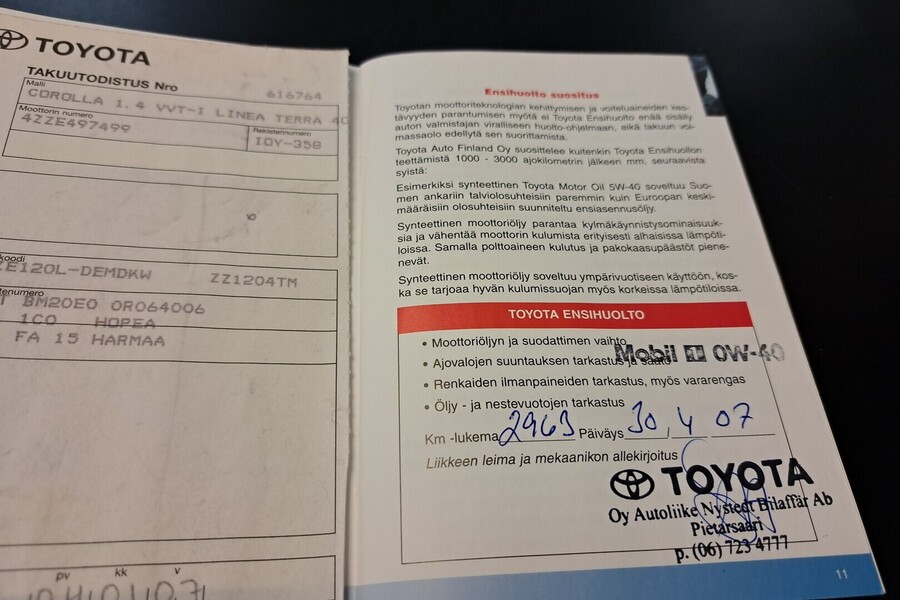 TOYOTA
TAKUUTODISTUS Nro
616764
Malli
COROLLA 1.4 VVT-I LINEA TERRA 4
Moottorin numero
4ZZE497499
Rekisterinumero
IOY-358
koodi
ZE120L-DEMDKW ZZ1204TM
tenumero
BM20E0 0R064006
1C0 HOPEA
FA 15 HARMAA
pv kk v
Ensihuolto suositus
Toyotan moottoriteknologian kehittymisen ja voiteluaineiden kes-
tävyyden parantumisen myötä ei Toyota Ensihuolto enää sisälly
auton valmistajan viralliseen huolto-ohjelmaan, eikä takuun voi-
massaolo edellytä sen suorittamista.
Toyota Auto Finland Oy suosittelee kuitenkin Toyota Ensihuollon
teettämistä 1000 - 3000 ajokilometrin jälkeen mm. seuraavista
syistä:
Esimerkiksi synteettinen Toyota Motor Oil 5W-40 soveltuu Suo-
men ankariin talviolosuhteisiin paremmin kuin Euroopan keski-
määräisiin olosuhteisiin suunniteltu ensiasennusöljy.
Synteettinen moottoriöljy parantaa kylmäkäynnistysominaisuuk-
sia ja vähentää moottorin kulumista erityisesti alhaisissa lämpöti-
loissa. Samalla polttoaineen kulutus ja pakokaasupäästöt piene-
nevät.
Synteettinen moottoriöljy soveltuu ympärivuotiseen käyttöön, kos-
ka se tarjoaa hyvän kulumissuojan myös korkeissa lämpötiloissa.
TOYOTA ENSIHUOLTO
• Moottoriöljyn ja suodattimen vaihto
Mobil 1 0W-40
• Ajovalojen suuntauksen tarkastus ja säätö
• Renkaiden ilmanpaineiden tarkastus, myös vararengas
• Öljy - ja nestevuotojen tarkastus
Km -lukema 2963 Päiväys 30 / 4 07
Liikkeen leima ja mekaanikon allekirjoitus
TOYOTA
Oy Autoliike Nystedt Bilaffär Ab
Pietarsaari
p. (06) 723 4777
11